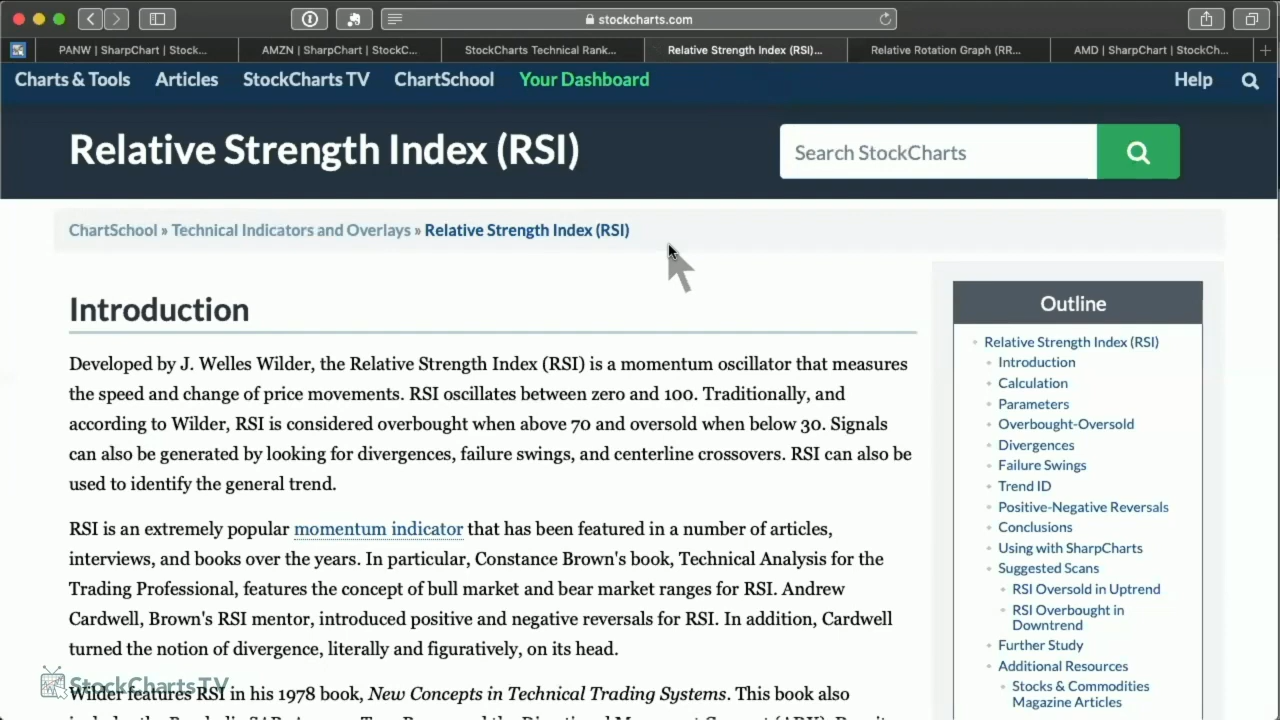 stockcharts.com
PANW | SharpChart | Stock...
AMZN | SharpChart | StockC...
StockCharts Technical Rank...
Relative Strength Index (RSI)...
Relative Rotation Graph (RR...
AMD | SharpChart | StockCh...
Charts & Tools
Articles
StockCharts TV
ChartSchool
Your Dashboard
Help
Relative Strength Index (RSI)
Search StockCharts
ChartSchool » Technical Indicators and Overlays » Relative Strength Index (RSI)
Introduction
Developed by J. Welles Wilder, the Relative Strength Index (RSI) is a momentum oscillator that measures
the speed and change of price movements. RSI oscillates between zero and 100. Traditionally, and
according to Wilder, RSI is considered overbought when above 70 and oversold when below 30. Signals
can also be generated by looking for divergences, failure swings, and centerline crossovers. RSI can also be
used to identify the general trend.
RSI is an extremely popular momentum indicator that has been featured in a number of articles,
interviews, and books over the years. In particular, Constance Brown's book, Technical Analysis for the
Trading Professional, features the concept of bull market and bear market ranges for RSI. Andrew
Cardwell, Brown's RSI mentor, introduced positive and negative reversals for RSI. In addition, Cardwell
turned the notion of divergence, literally and figuratively, on its head.
Wilder features RSI in his 1978 book, New Concepts in Technical Trading Systems. This book also
StockChartsTV
Outline
Relative Strength Index (RSI)
Introduction
Calculation
Parameters
Overbought-Oversold
Divergences
Failure Swings
Trend ID
Positive-Negative Reversals
Conclusions
Using with SharpCharts
Suggested Scans
RSI Oversold in Uptrend
RSI Overbought in
Downtrend
Further Study
Additional Resources
Stocks & Commodities
Magazine Articles